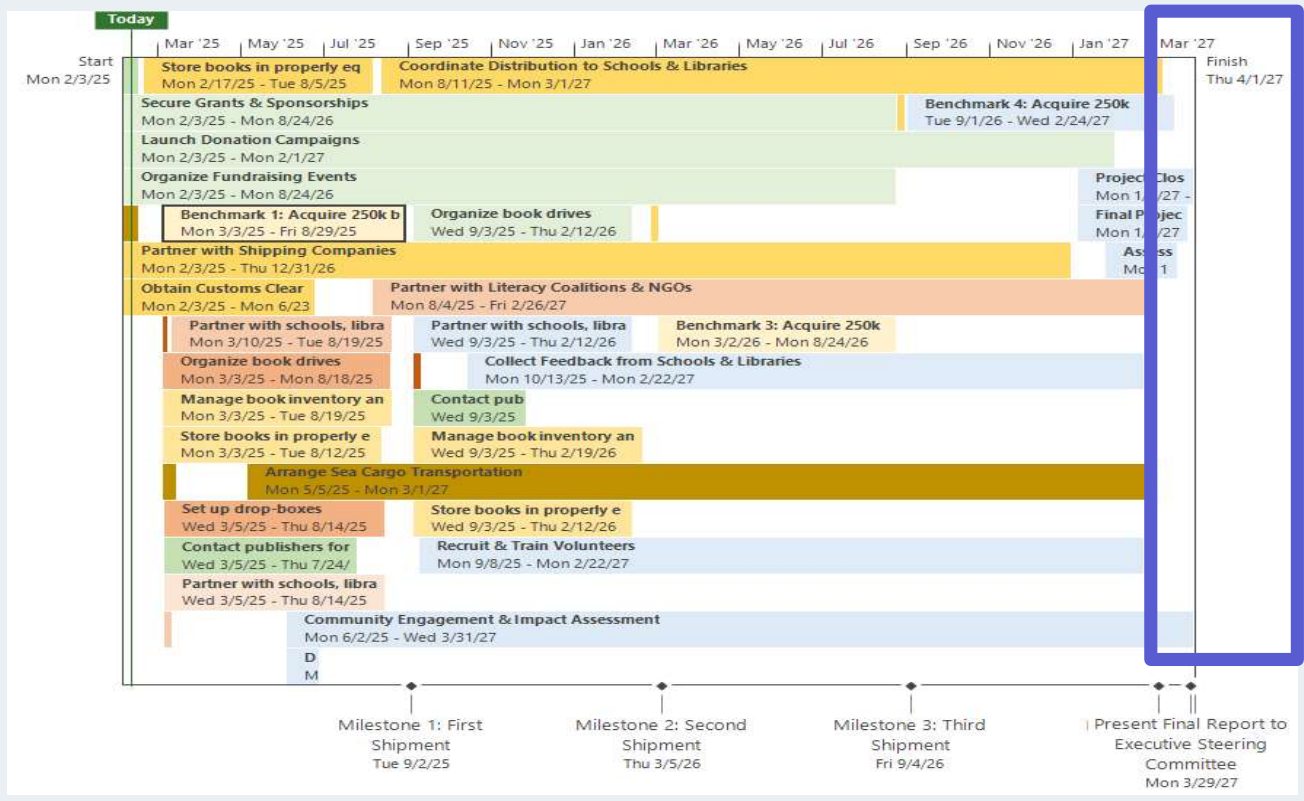 Today
Mar '25 May '25 Jul '25 Sep '25 Nov '25 Jan '26 Mar '26 May '26 Jul '26 Sep '26 Nov '26 Jan '27 Mar '27
Start
Mon 2/3/25
Finish
Thu 4/1/27
Store books in properly eq
Mon 2/17/25 - Tue 8/5/25
Coordinate Distribution to Schools & Libraries
Mon 8/11/25 - Mon 3/1/27
Secure Grants & Sponsorships
Mon 2/3/25 - Mon 8/24/26
Benchmark 4: Acquire 250k
Tue 9/1/26 - Wed 2/24/27
Launch Donation Campaigns
Mon 2/3/25 - Mon 2/1/27
Organize Fundraising Events
Mon 2/3/25 - Mon 8/24/26
Project Clos
Mon 1/ /27 -
Benchmark 1: Acquire 250k b
Mon 3/3/25 - Fri 8/29/25
Organize book drives
Wed 9/3/25 - Thu 2/12/26
Final Projec
Mon 1/ /27
Partner with Shipping Companies
Mon 2/3/25 - Thu 12/31/26
Assess
Mo 1
Obtain Customs Clear
Mon 2/3/25 - Mon 6/23
Partner with Literacy Coalitions & NGOs
Mon 8/4/25 - Fri 2/26/27
Partner with schools, libra
Mon 3/10/25 - Tue 8/19/25
Partner with schools, libra
Wed 9/3/25 - Thu 2/12/26
Benchmark 3: Acquire 250k
Mon 3/2/26 - Mon 8/24/26
Organize book drives
Mon 3/3/25 - Mon 8/18/25
Collect Feedback from Schools & Libraries
Mon 10/13/25 - Mon 2/22/27
Manage book inventory an
Mon 3/3/25 - Tue 8/19/25
Contact pub
Wed 9/3/25
Store books in properly e
Mon 3/3/25 - Tue 8/12/25
Manage book inventory an
Wed 9/3/25 - Thu 2/19/26
Arrange Sea Cargo Transportation
Mon 5/5/25 - Mon 3/1/27
Set up drop-boxes
Wed 3/5/25 - Thu 8/14/25
Store books in properly e
Wed 9/3/25 - Thu 2/12/26
Contact publishers for
Wed 3/5/25 - Thu 7/24/
Recruit & Train Volunteers
Mon 9/8/25 - Mon 2/22/27
Partner with schools, libra
Wed 3/5/25 - Thu 8/14/25
Community Engagement & Impact Assessment
Mon 6/2/25 - Wed 3/31/27
D
M
Milestone 1: First
Shipment
Tue 9/2/25
Milestone 2: Second
Shipment
Thu 3/5/26
Milestone 3: Third
Shipment
Fri 9/4/26
Present Final Report to
Executive Steering
Committee
Mon 3/29/27